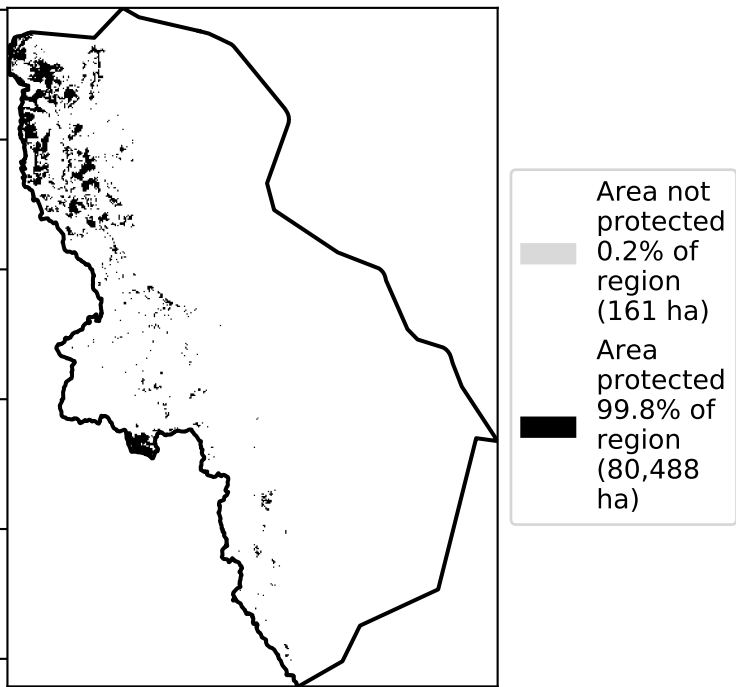 Area not
protected
0.2% of
region
(161 ha)
Area
protected
99.8% of
region
(80,488
ha)